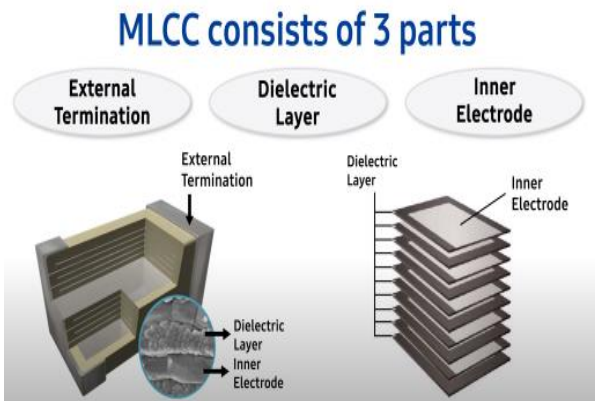 MLCC consists of 3 parts
External
Termination
Dielectric
Layer
Inner
Electrode
External
Termination
Dielectric
Layer
Inner
Electrode
Dielectric
Layer
Inner
Electrode